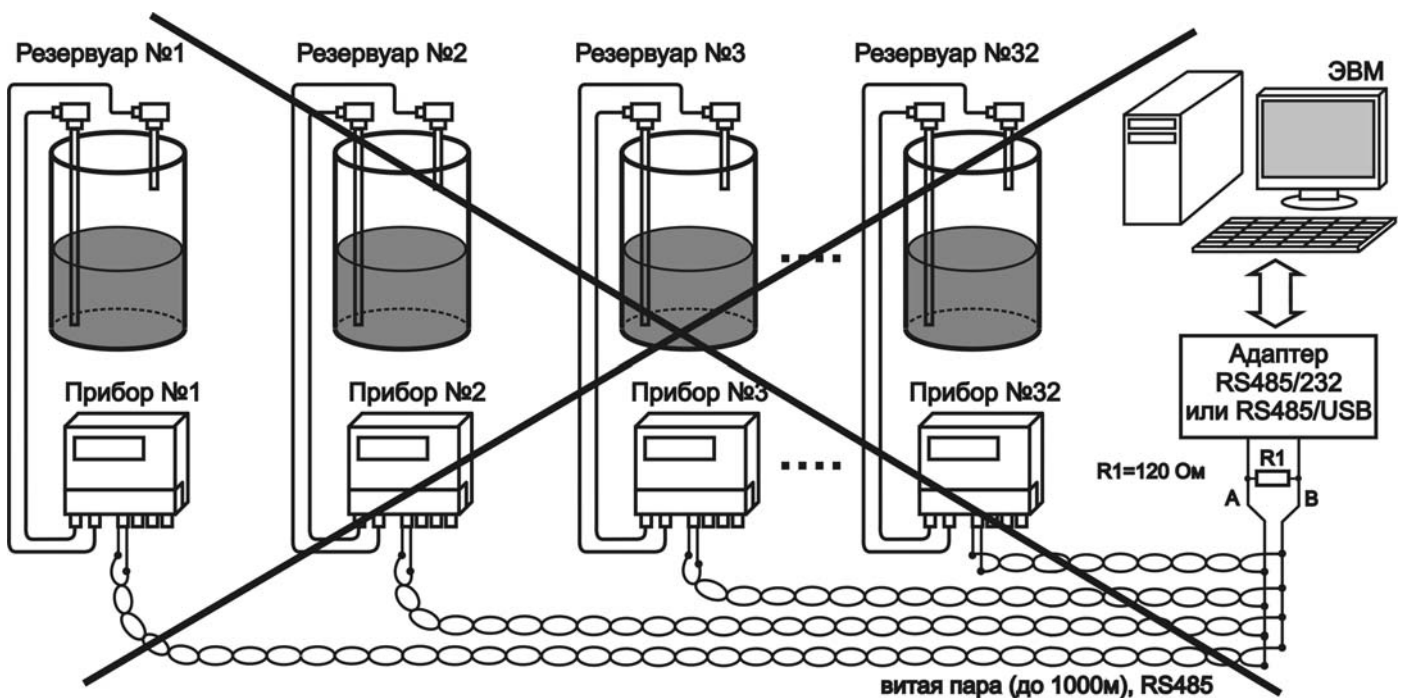 Резервуар №1
Резервуар №2
Резервуар №3
Резервуар №32
ЭВМ
Прибор №1
Прибор №2
Прибор №3
Прибор №32
Адаптер
RS485/232
или RS485/USB
R1=120 Ом
R1
A
B
витая пара (до 1000м), RS485